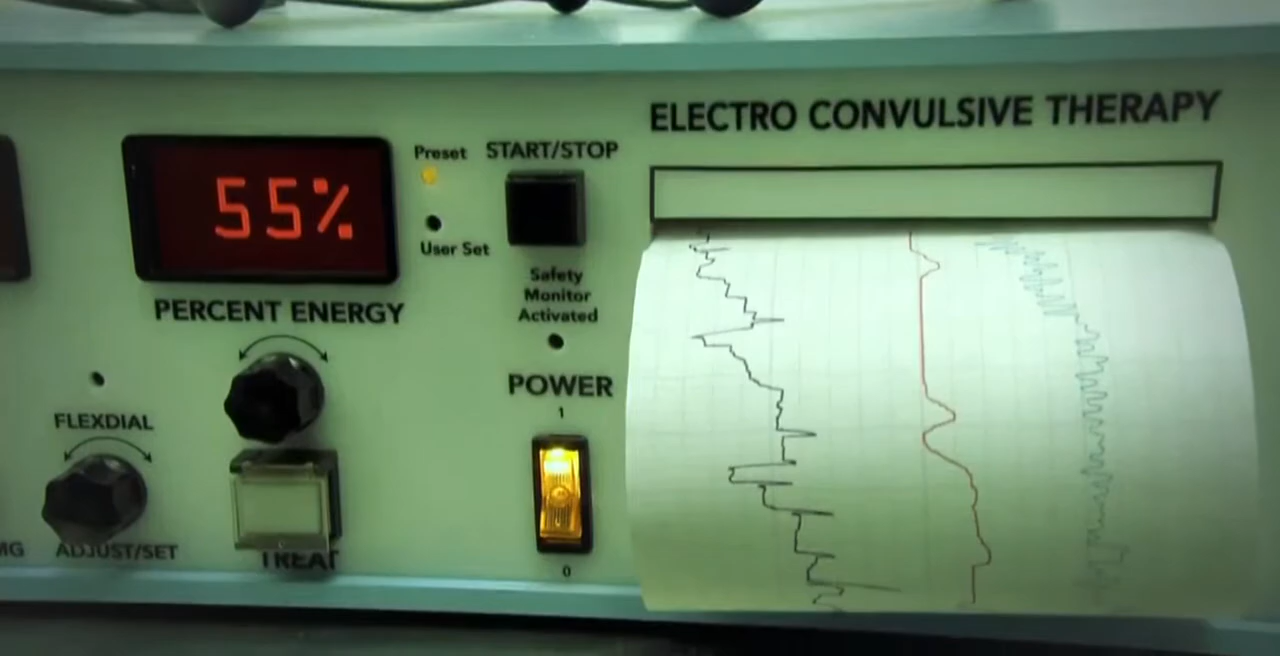 ELECTRO CONVULSIVE THERAPY
55%
Preset
START/STOP
User Set
Safety
Monitor
Activated
PERCENT ENERGY
POWER
1
FLEXDIAL
ADJUST/SET
TREAT
0